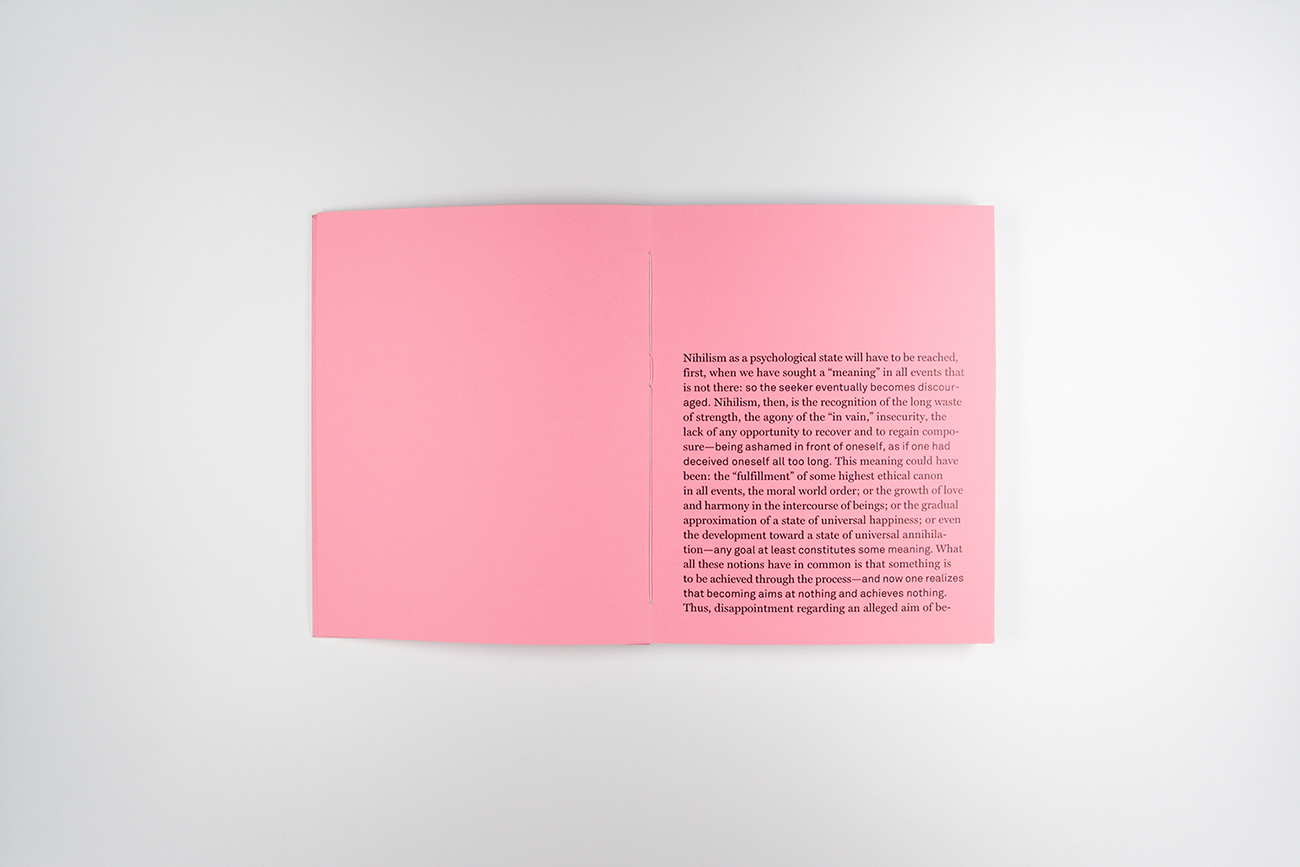 Nihilism as a psychological state will have to be reached,
first, when we have sought a “meaning” in all events that
is not there: so the seeker eventually becomes discour-
aged. Nihilism, then, is the recognition of the long waste
of strength, the agony of the “in vain,” insecurity, the
lack of any opportunity to recover and to regain compo-
sure—being ashamed in front of oneself, as if one had
deceived oneself all too long. This meaning could have
been: the “fulfillment” of some highest ethical canon
in all events, the moral world order; or the growth of love
and harmony in the intercourse of beings; or the gradual
approximation of a state of universal happiness; or even
the development toward a state of universal annihila-
tion—any goal at least constitutes some meaning. What
all these notions have in common is that something is
to be achieved through the process—and now one realizes
that becoming aims at nothing and achieves nothing.
Thus, disappointment regarding an alleged aim of be-